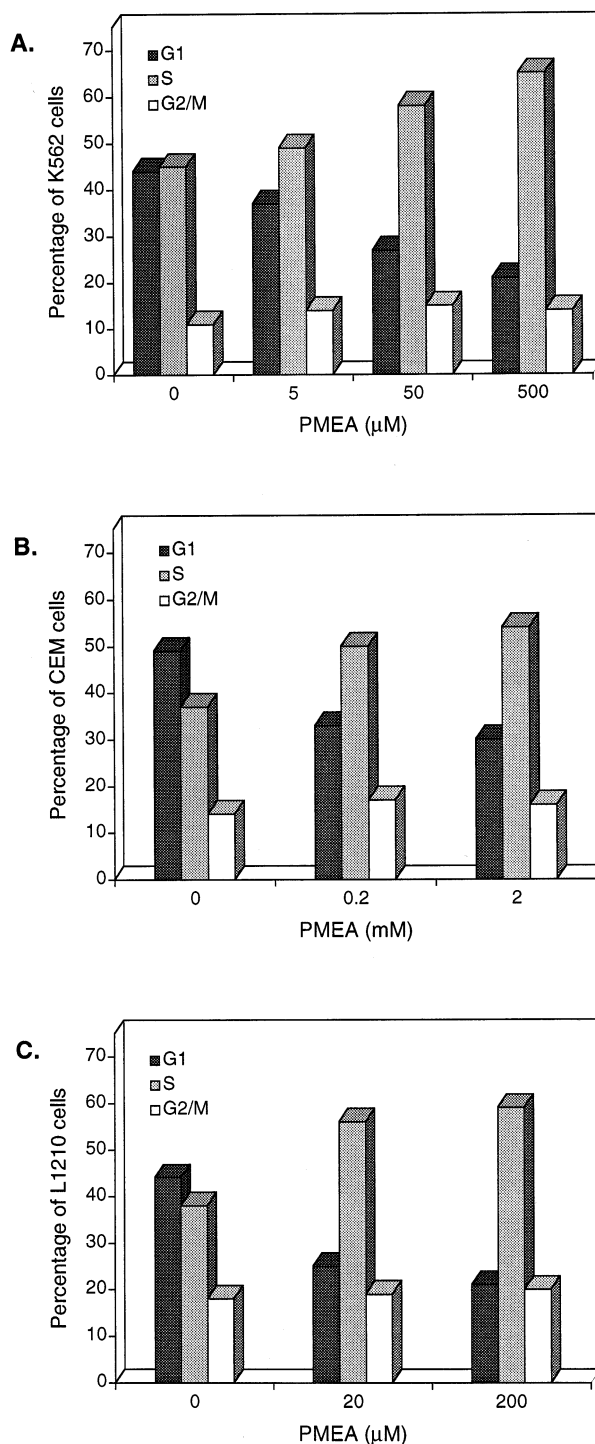 A.
G1
S
G2/M
Percentage of K562 cells
70
60
50
40
30
20
10
0
0 5 50 500
PMEA (μM)
B.
G1
S
G2/M
Percentage of CEM cells
70
60
50
40
30
20
10
0
0 0.2 2
PMEA (mM)
C.
G1
S
G2/M
Percentage of L1210 cells
70
60
50
40
30
20
10
0
0 20 200
PMEA (μM)